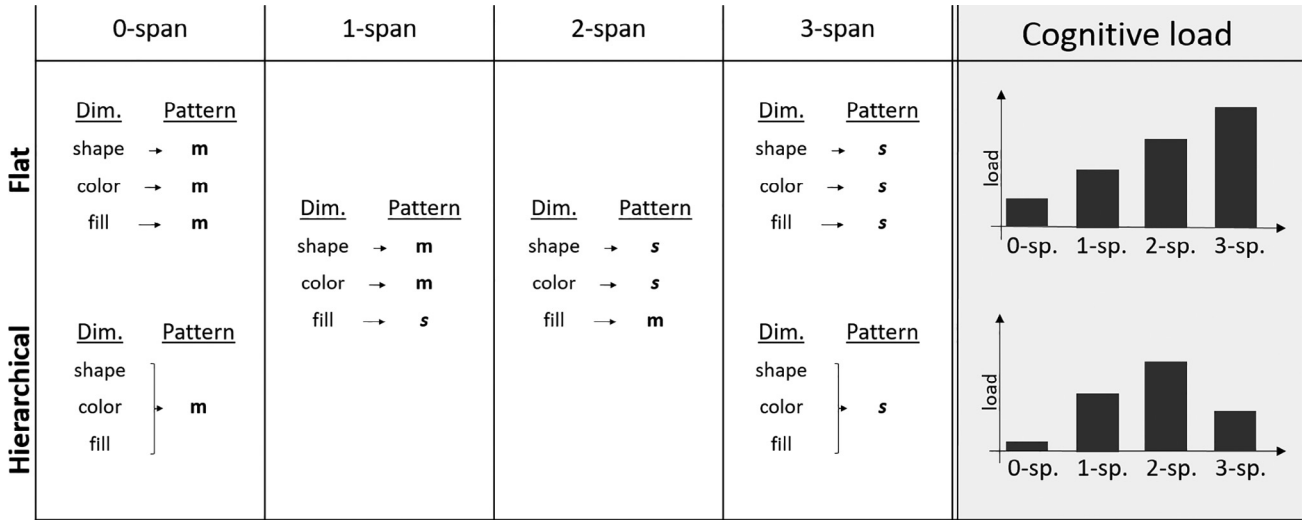 0-span 1-span 2-span 3-span Cognitive load
Flat
Dim. Pattern
shape → m
color → m
fill → m
Dim. Pattern
shape → s
color → s
fill → s
load
0-sp. 1-sp. 2-sp. 3-sp.
Dim. Pattern
shape → m
color → m
fill → s
Dim. Pattern
shape → s
color → s
fill → m
Hierarchical
Dim. Pattern
shape
color → m
fill
Dim. Pattern
shape
color → s
fill
load
0-sp. 1-sp. 2-sp. 3-sp.